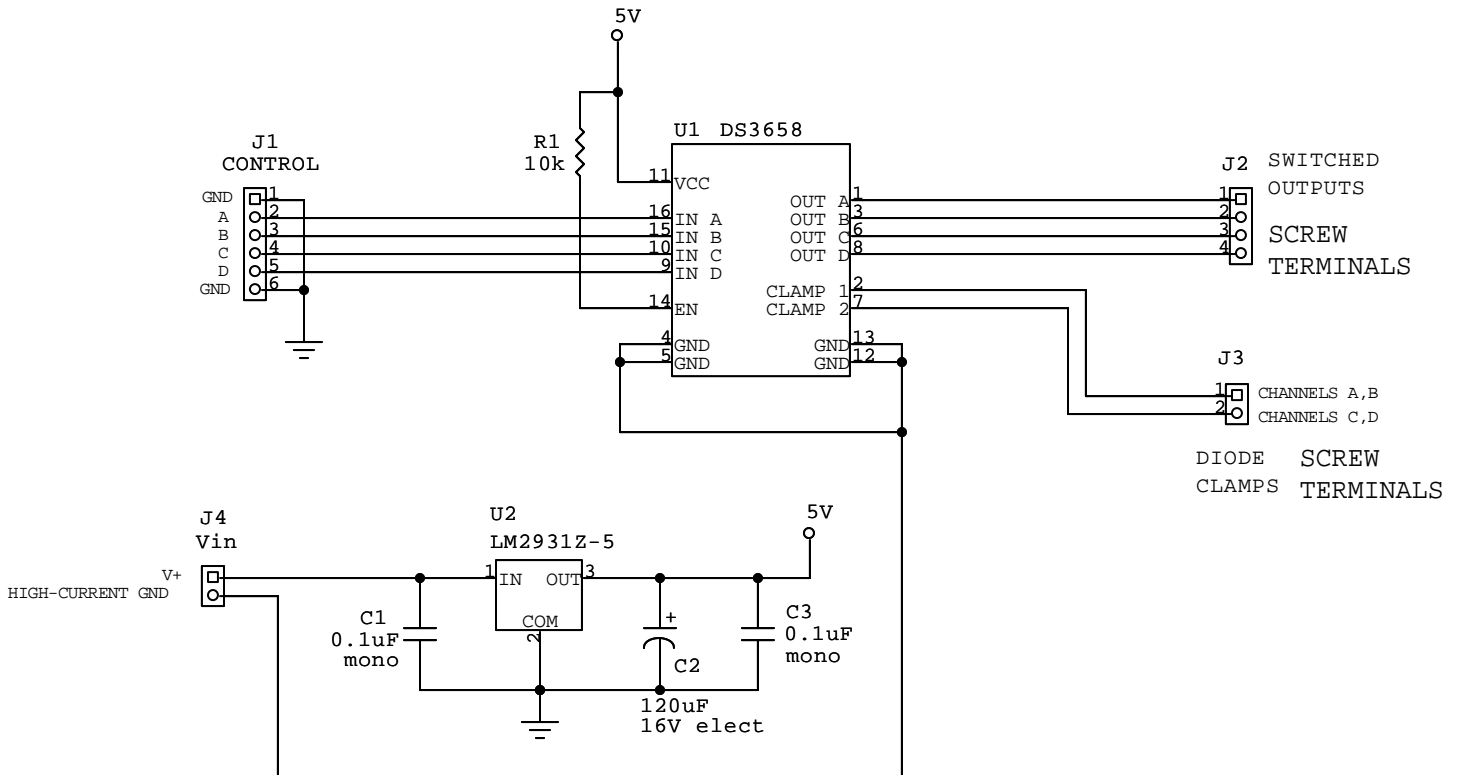 5V
U1 DS3658
R1
10k
J1
CONTROL
GND 1
A 2
B 3
C 4
D 5
GND 6
11 VCC
16 IN A
15 IN B
10 IN C
9 IN D
14 EN
4 GND
5 GND
OUT A 1
OUT B 3
OUT C 6
OUT D 8
CLAMP 1 2
CLAMP 2 7
GND 13
GND 12
J2 SWITCHED
OUTPUTS
1
2
3
4
SCREW
TERMINALS
J3
1 CHANNELS A,B
2 CHANNELS C,D
DIODE SCREW
CLAMPS TERMINALS
J4
Vin
V+
HIGH-CURRENT GND
U2
LM2931Z-5
1 IN OUT 3
COM
2
5V
C1
0.1uF
mono
C2
120uF
16V elect
C3
0.1uF
mono
+